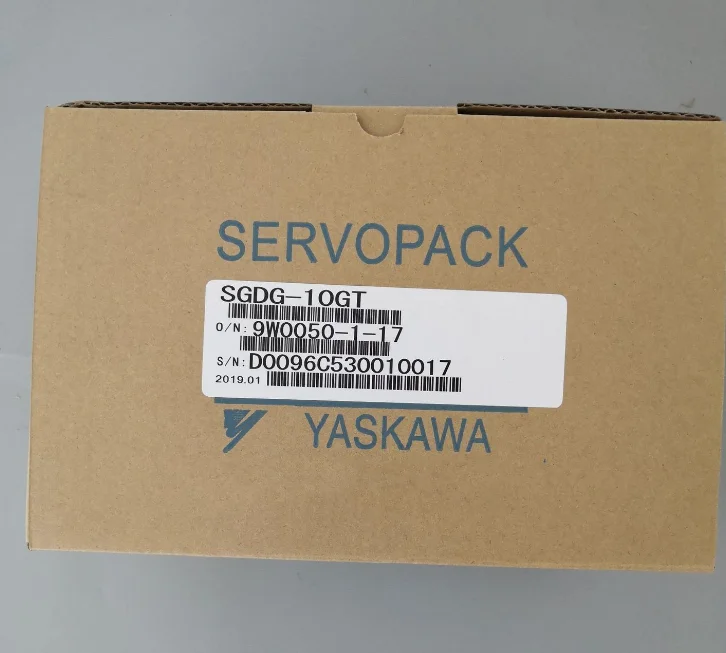 SERVOPACK
SGDG-10GT
O/N: 9W0050-1-17
S/N: D0096C530010017
2019.01
YASKAWA